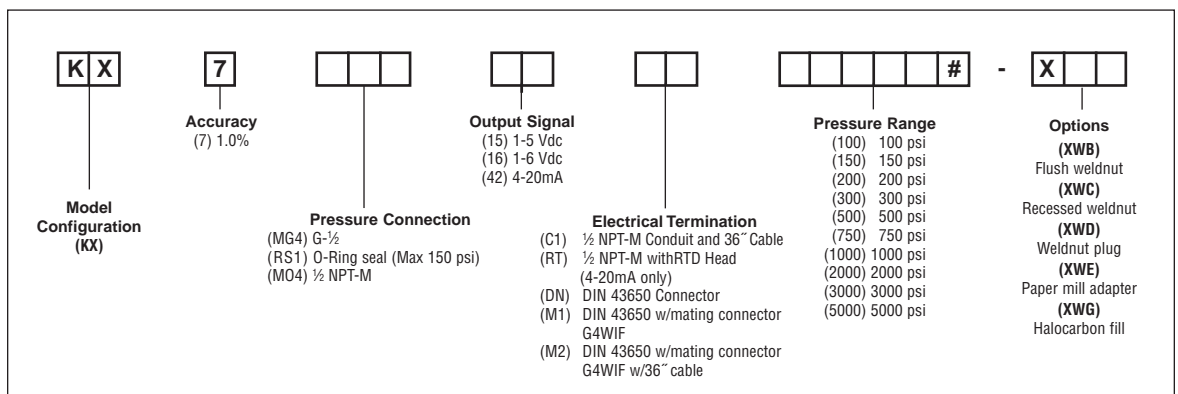 K X 7 # - X
Accuracy
(7) 1.0%
Output Signal
(15) 1-5 Vdc
(16) 1-6 Vdc
(42) 4-20mA
Pressure Range
(100) 100 psi
(150) 150 psi
(200) 200 psi
(300) 300 psi
(500) 500 psi
(750) 750 psi
(1000) 1000 psi
(2000) 2000 psi
(3000) 3000 psi
(5000) 5000 psi
Options
(XWB)
Flush weldnut
(XWC)
Recessed weldnut
(XWD)
Weldnut plug
(XWE)
Paper mill adapter
(XWG)
Halocarbon fill
Model
Configuration
(KX)
Pressure Connection
(MG4) G-½
(RS1) O-Ring seal (Max 150 psi)
(MO4) ½ NPT-M
Electrical Termination
(C1) ½ NPT-M Conduit and 36˝ Cable
(RT) ½ NPT-M withRTD Head
(4-20mA only)
(DN) DIN 43650 Connector
(M1) DIN 43650 w/mating connector
G4WIF
(M2) DIN 43650 w/mating connector
G4WIF w/36˝ cable